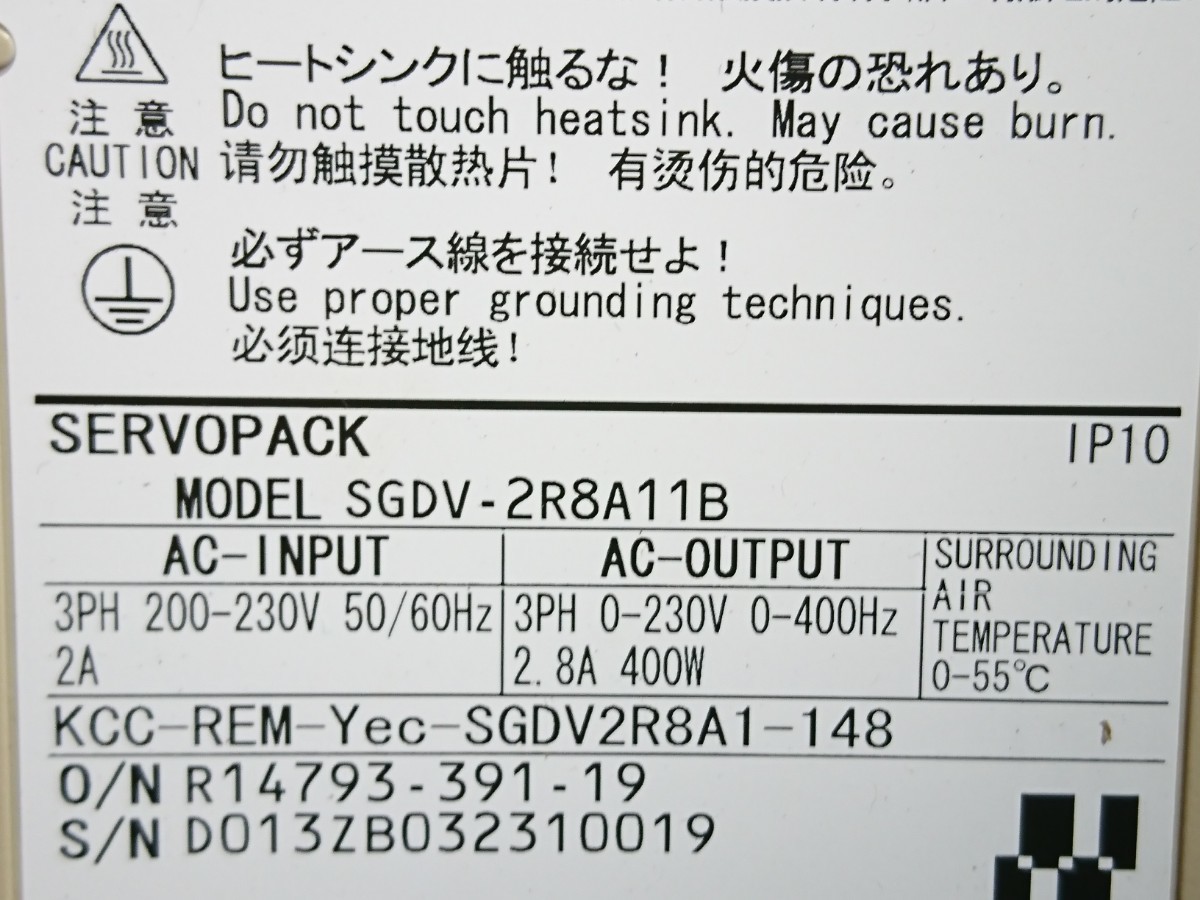 ヒートシンクに触るな! 火傷の恐れあり。
注意 Do not touch heatsink. May cause burn.
CAUTION 请勿触摸散热片! 有烫伤的危险。
注意
必ずアース線を接続せよ!
Use proper grounding techniques.
必须连接地线!
SERVOPACK IP10
MODEL SGDV-2R8A11B
AC-INPUT AC-OUTPUT SURROUNDING
AIR
3PH 200-230V 50/60Hz 3PH 0-230V 0-400Hz TEMPERATURE
2A 2.8A 400W 0-55℃
KCC-REM-Yec-SGDV2R8A1-148
O/N R14793-391-19
S/N D013ZB032310019